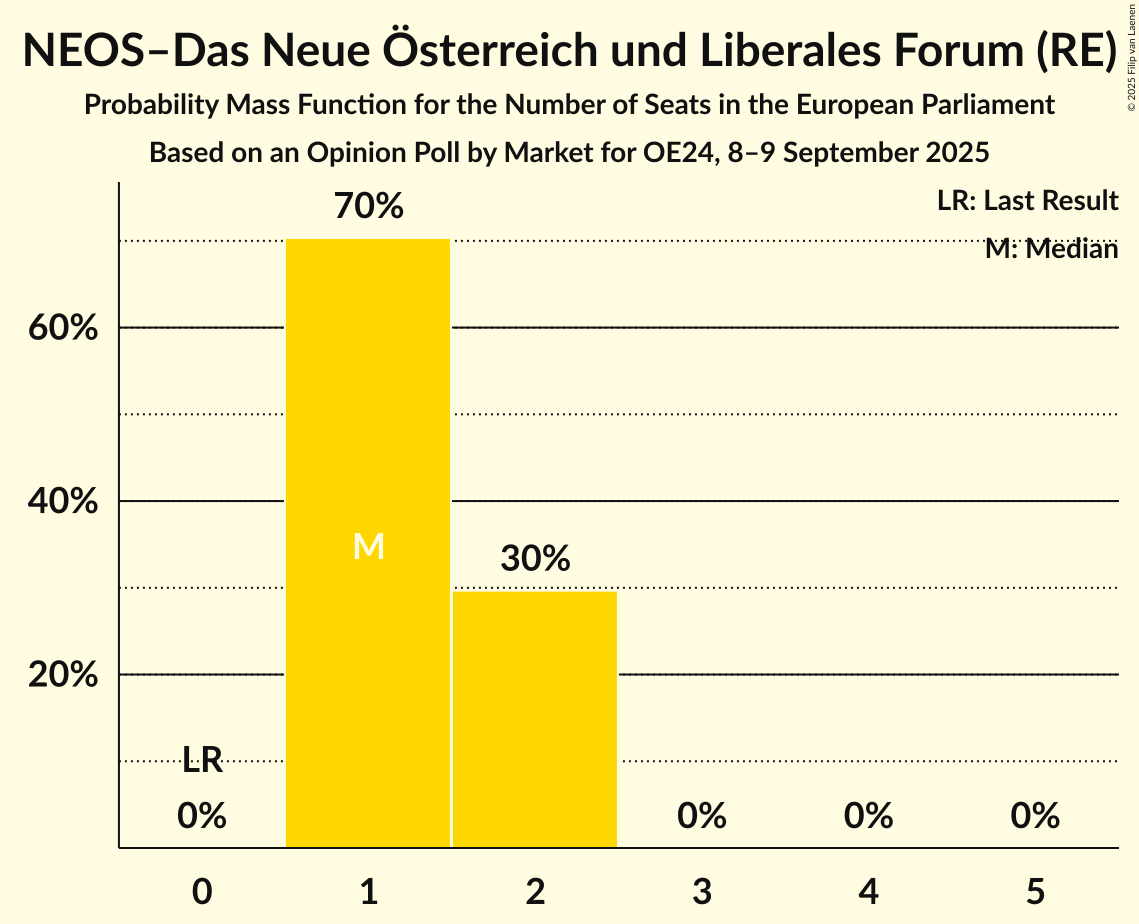 NEOS–Das Neue Österreich und Liberales Forum (RE)
Probability Mass Function for the Number of Seats in the European Parliament
Based on an Opinion Poll by Market for OE24, 8–9 September 2025
© 2025 Filip van Laenen
LR: Last Result
M: Median
70%
60%
40%
M
30%
20%
LR
0%
0%
0%
0%
0
1
2
3
4
5